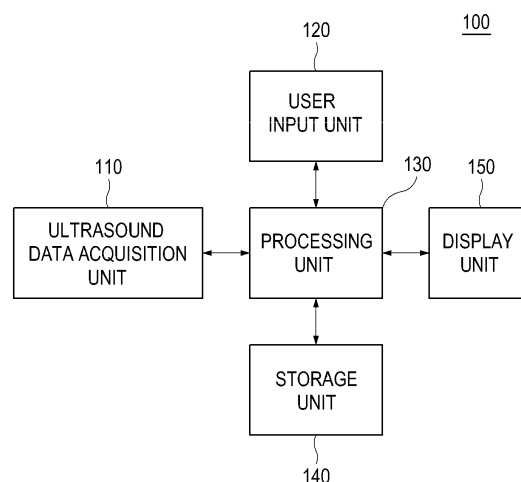 100
120
USER
INPUT UNIT
110
130
150
ULTRASOUND
DATA ACQUISITION
UNIT
PROCESSING
UNIT
DISPLAY
UNIT
STORAGE
UNIT
140